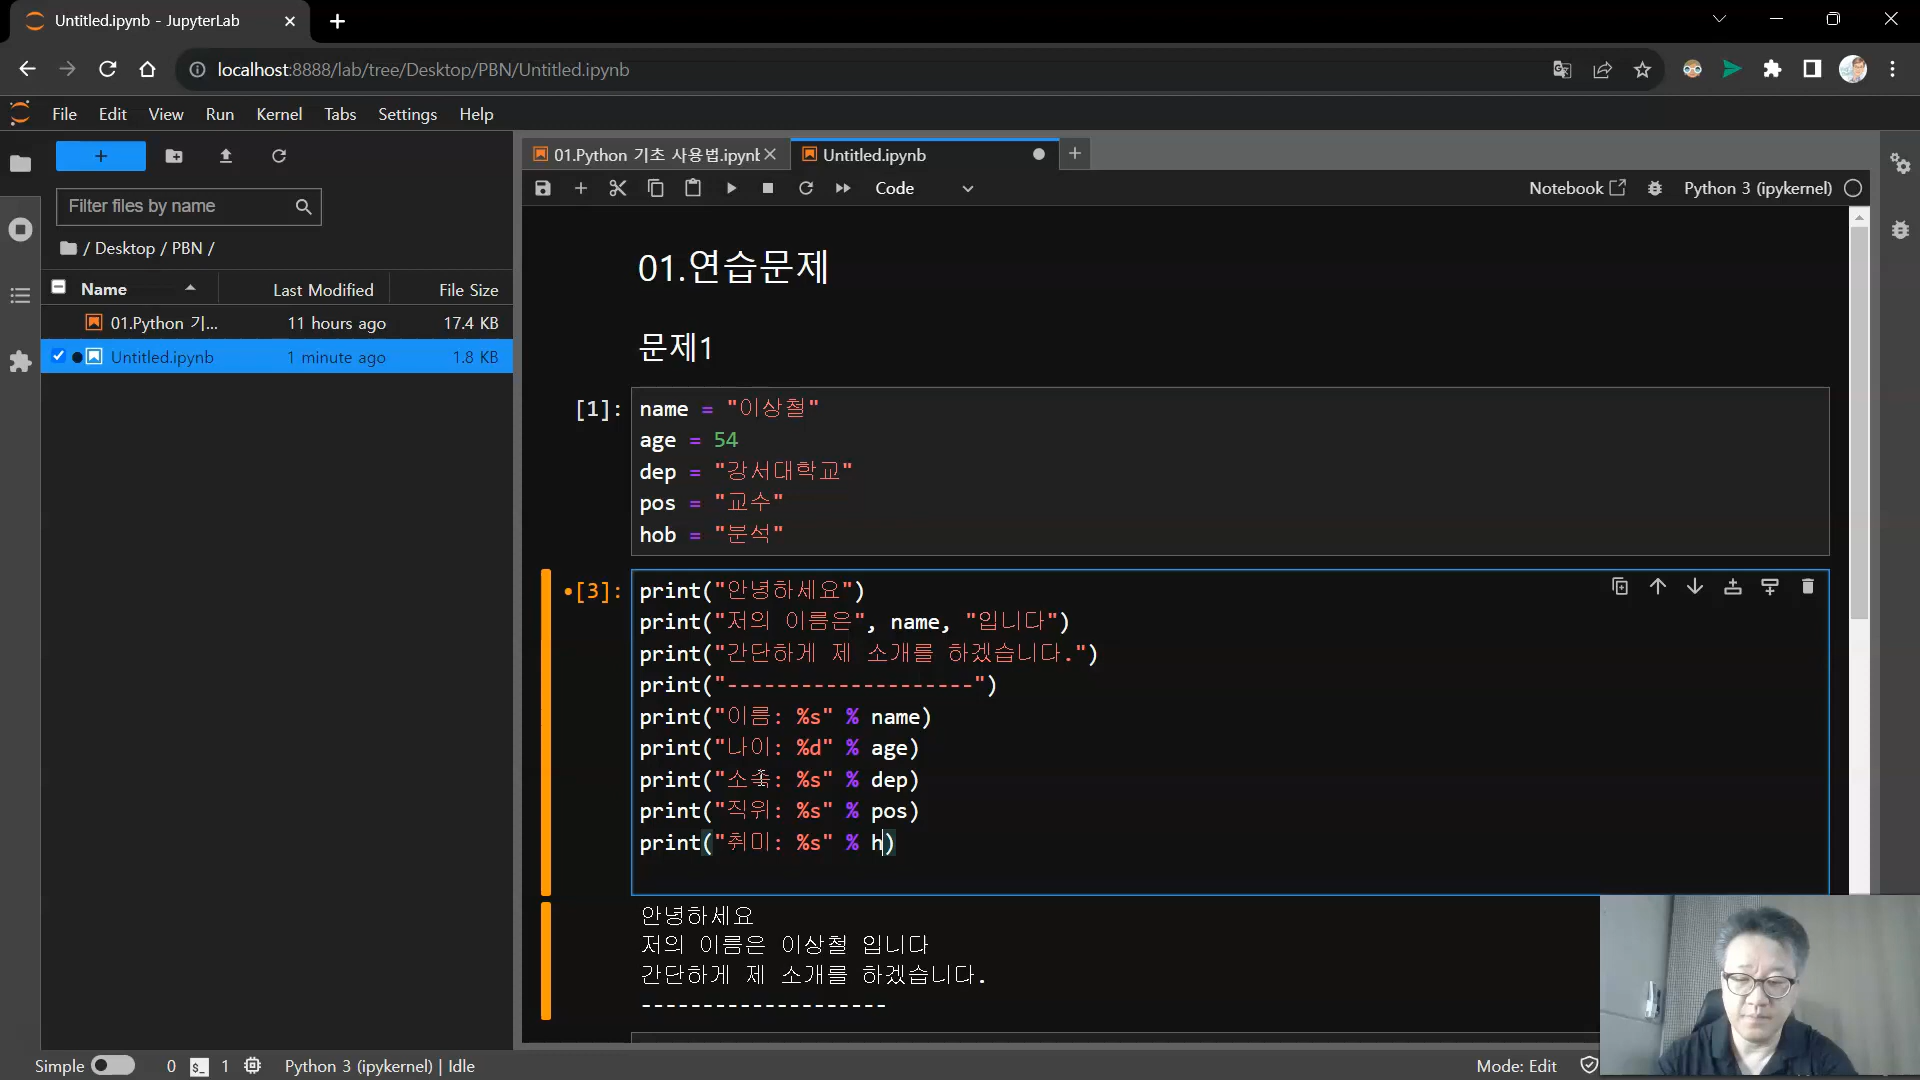 Untitled.ipynb - JupyterLab
localhost:8888/lab/tree/Desktop/PBN/Untitled.ipynb
File Edit View Run Kernel Tabs Settings Help
Filter files by name
/ Desktop / PBN /
Name Last Modified File Size
01.Python 기... 11 hours ago 17.4 KB
Untitled.ipynb 1 minute ago 1.8 KB
01.Python 기초 사용법.ipynb
Untitled.ipynb
Code
Notebook
Python 3 (ipykernel)
01.연습문제
문제1
[1]:
name = "이상철"
age = 54
dep = "강서대학교"
pos = "교수"
hob = "분석"
[3]:
print("안녕하세요")
print("저의 이름은", name, "입니다")
print("간단하게 제 소개를 하겠습니다.")
print("--------------------")
print("이름: %s" % name)
print("나이: %d" % age)
print("소속: %s" % dep)
print("직위: %s" % pos)
print("취미: %s" % h)
안녕하세요
저의 이름은 이상철 입니다
간단하게 제 소개를 하겠습니다.
--------------------
Simple 0 $_ 1 Python 3 (ipykernel) | Idle
Mode: Edit